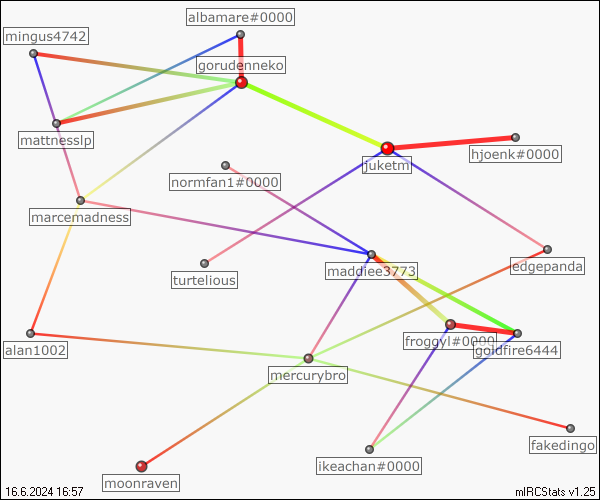 albamare#0000
mingus4742
gorudenneko
mattnesslp
hjoenk#0000
juketm
normfan1#0000
marcemadness
maddiee3773
edgepanda
turtelious
froggyl#0000
goldfire6444
alan1002
mercurybro
fakedingo
ikeachan#0000
moonraven
16.6.2024 16:57
mIRCStats v1.25